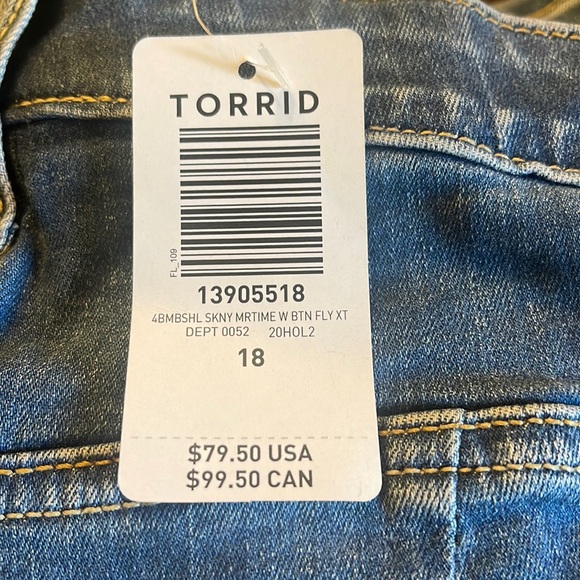 TORRID
FL_109
13905518
4BMBSHL SKNY MRTIME W BTN FLY XT
DEPT 0052 20HOL2
18
$79.50 USA
$99.50 CAN